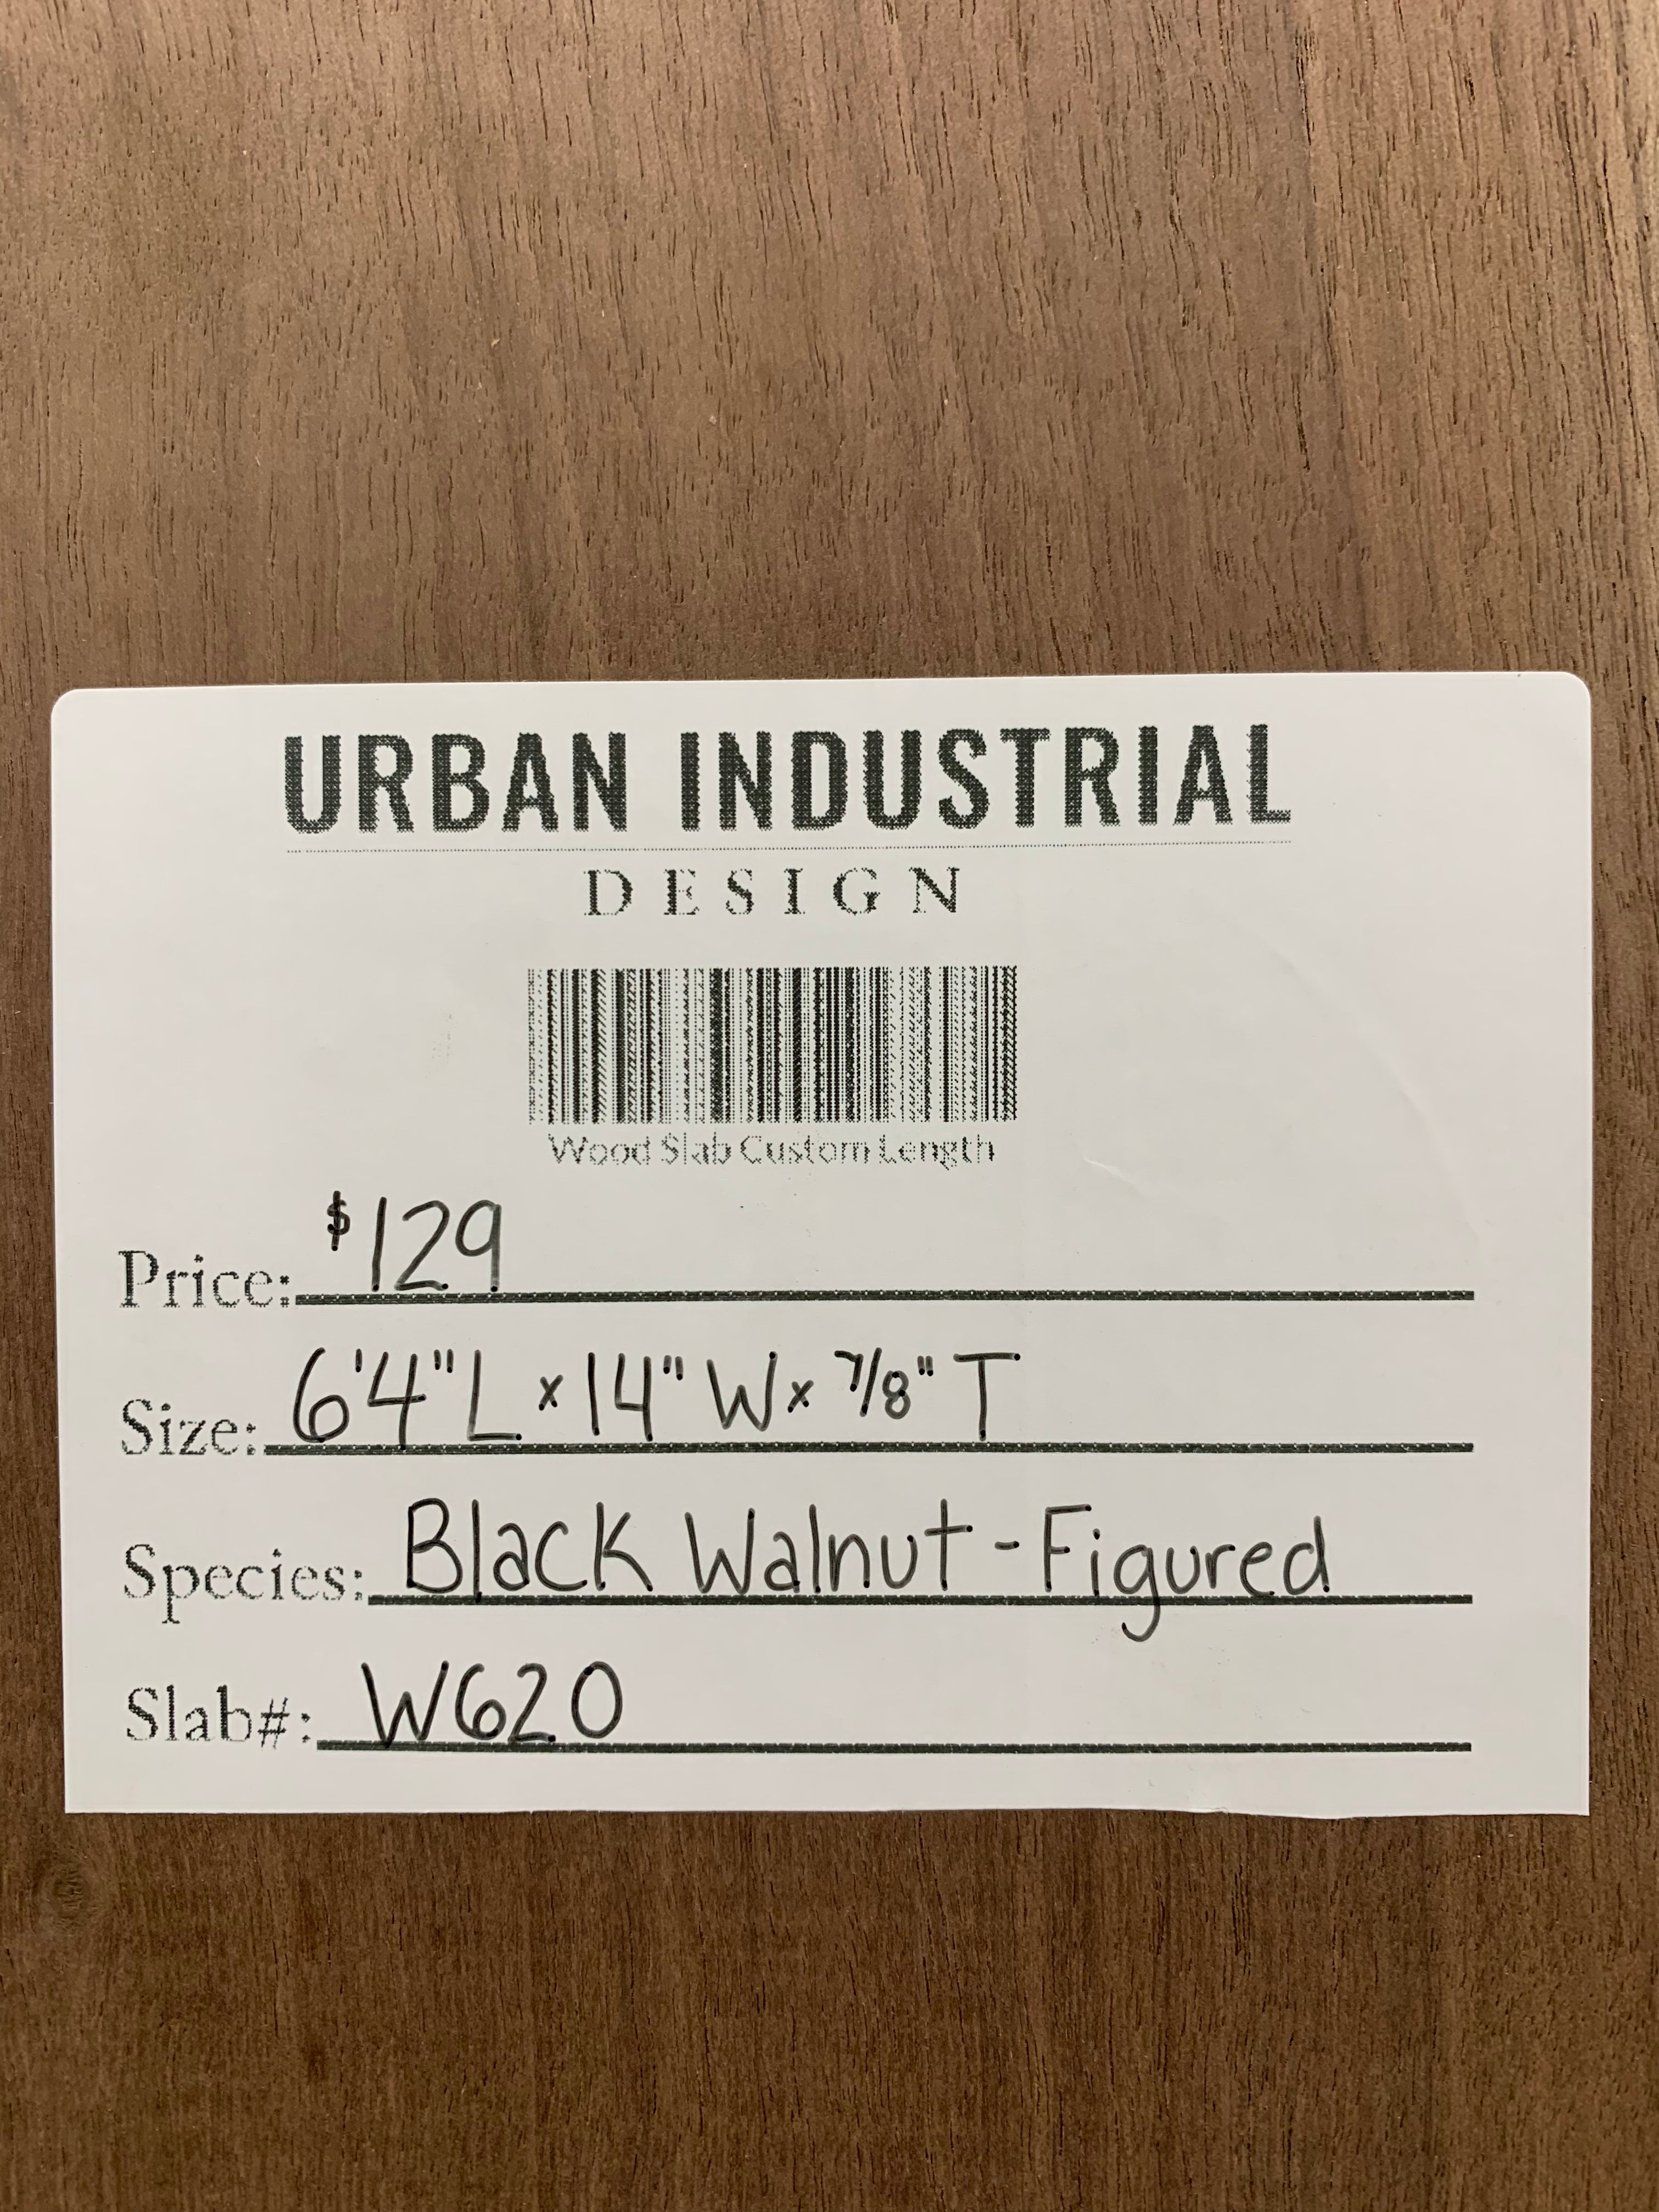 URBAN INDUSTRIAL
DESIGN
Wood Slab Custom Length
Price: $129
Size: 6'4" L x 14" W x 7/8" T
Species: Black Walnut - Figured
Slab#: W620